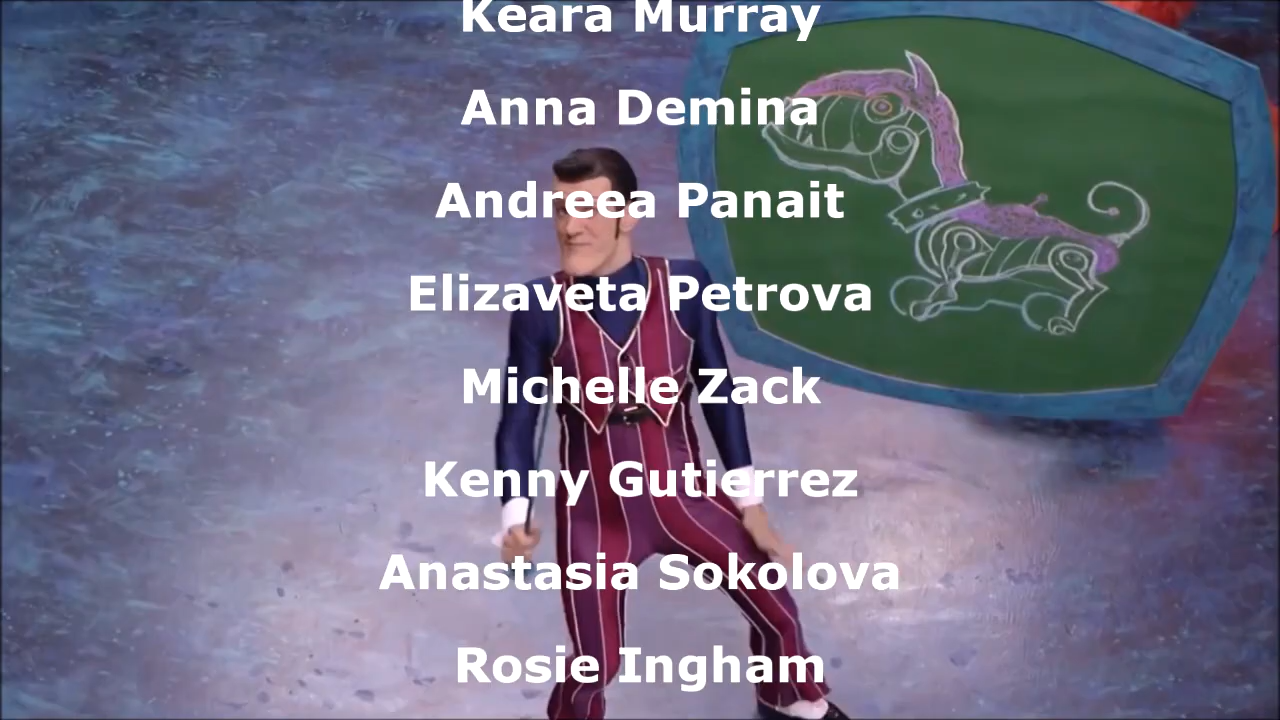 Keara Murray
Anna Demina
Andreea Panait
Elizaveta Petrova
Michelle Zack
Kenny Gutierrez
Anastasia Sokolova
Rosie Ingham